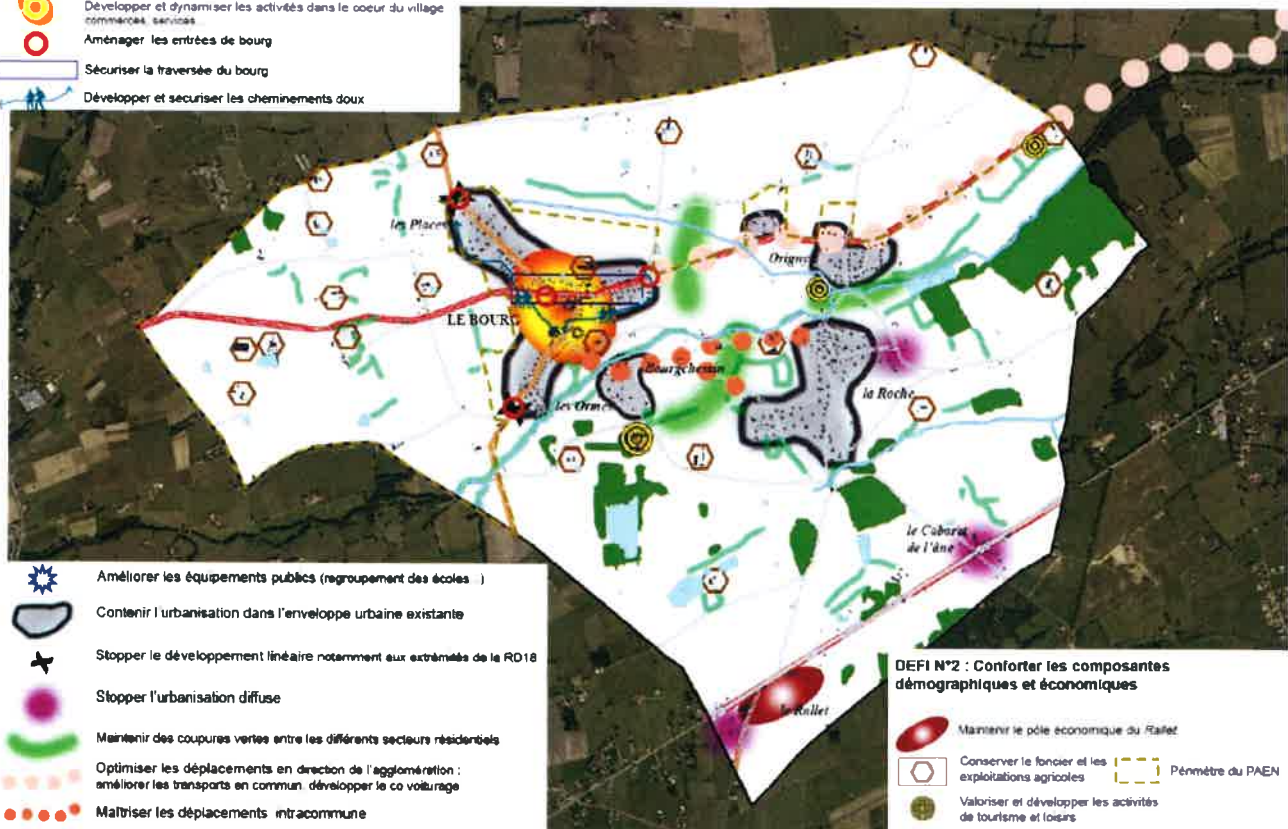 Développer et dynamiser les activités dans le coeur du village
commerces, services...
Aménager les entrées de bourg
Sécuriser la traversée du bourg
Développer et sécuriser les cheminements doux
les Places
Origny
LE BOURG
Bourgchessin
les Ormes
la Roche
le Cabaret
de l'âne
le Rallet
Améliorer les équipements publics (regroupement des écoles...)
Contenir l'urbanisation dans l'enveloppe urbaine existante
Stopper le développement linéaire notamment aux extrémités de la RD18
Stopper l'urbanisation diffuse
Maintenir des coupures vertes entre les différents secteurs résidentiels
Optimiser les déplacements en direction de l'agglomération :
améliorer les transports en commun, développer le co voiturage
Maîtriser les déplacements intracommune
DEFI N°2 : Conforter les composantes
démographiques et économiques
Maintenir le pôle économique du Rallet
Conserver le foncier et les
exploitations agricoles
Périmètre du PAEN
Valoriser et développer les activités
de tourisme et loisirs